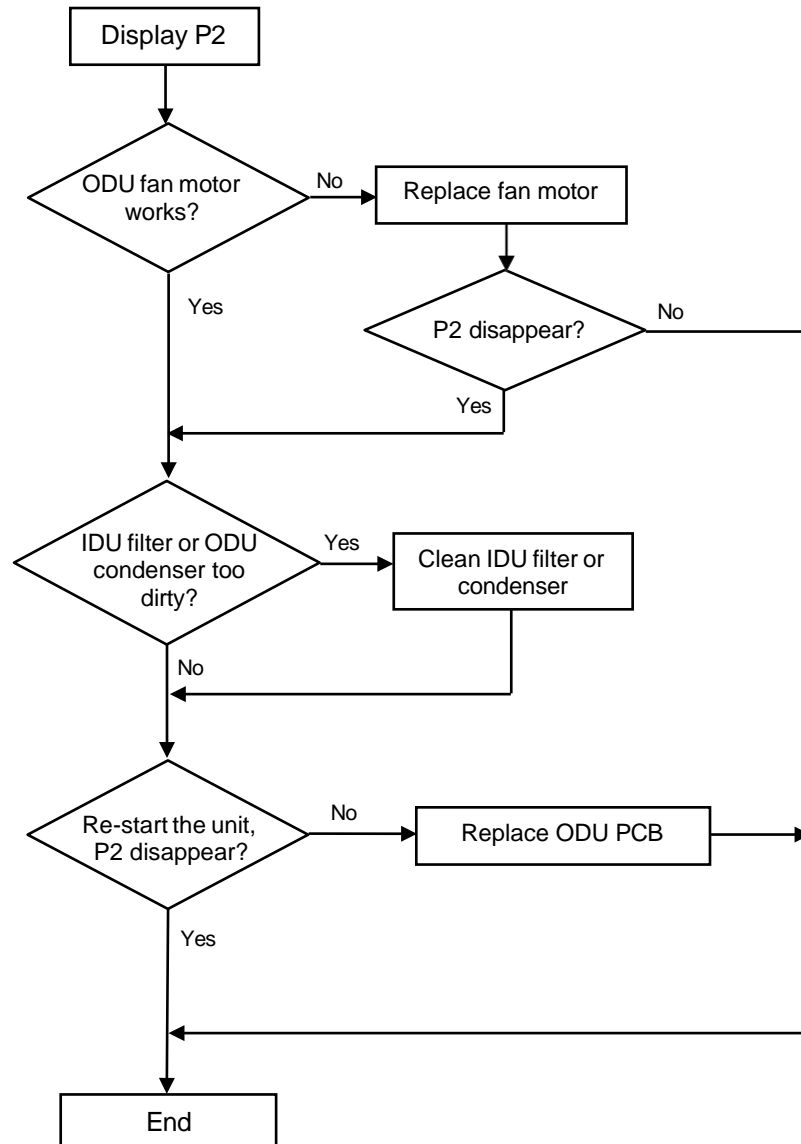 Display P2
ODU fan motor
works?
No
Replace fan motor
Yes
P2 disappear?
No
Yes
IDU filter or ODU
condenser too
dirty?
Yes
Clean IDU filter or
condenser
No
Re-start the unit,
P2 disappear?
No
Replace ODU PCB
Yes
End